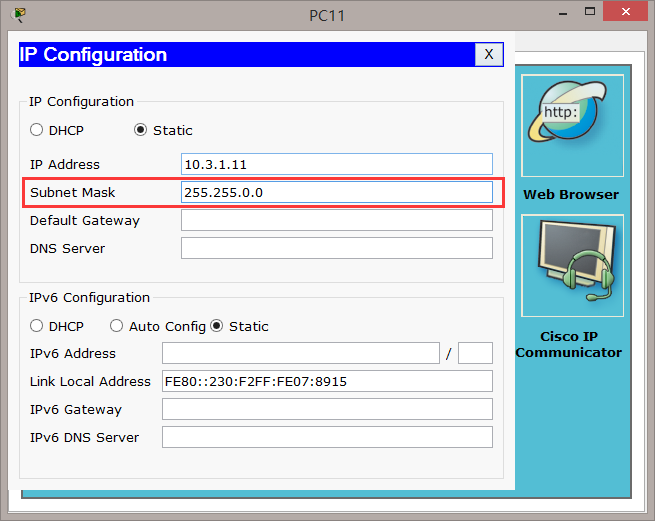 PC11
IP Configuration X
IP Configuration
DHCP Static
IP Address 10.3.1.11
Subnet Mask 255.255.0.0
Default Gateway
DNS Server
IPv6 Configuration
DHCP Auto Config Static
IPv6 Address /
Link Local Address FE80::230:F2FF:FE07:8915
IPv6 Gateway
IPv6 DNS Server
http:
Web Browser
Cisco IP
Communicator